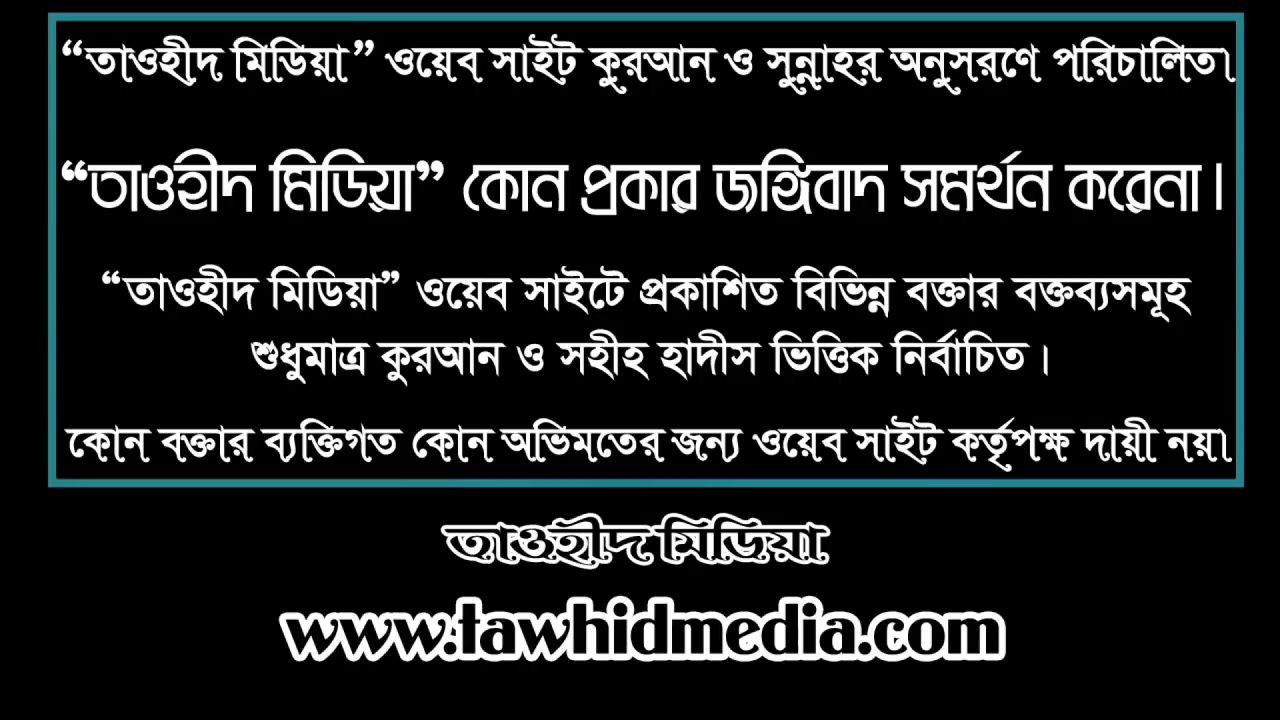 “তাওহীদ মিডিয়া” ওয়েব সাইট কুরআন ও সুন্নাহর অনুসরণে পরিচালিত।
“তাওহীদ মিডিয়া” কোন প্রকার জঙ্গিবাদ সমর্থন করেনা।
“তাওহীদ মিডিয়া” ওয়েব সাইটে প্রকাশিত বিভিন্ন বক্তার বক্তব্যসমূহ
শুধুমাত্র কুরআন ও সহীহ হাদীস ভিত্তিক নির্বাচিত।
কোন বক্তার ব্যক্তিগত কোন অভিমতের জন্য ওয়েব সাইট কর্তৃপক্ষ দায়ী নয়।
তাওহীদ মিডিয়া
www.tawhidmedia.com